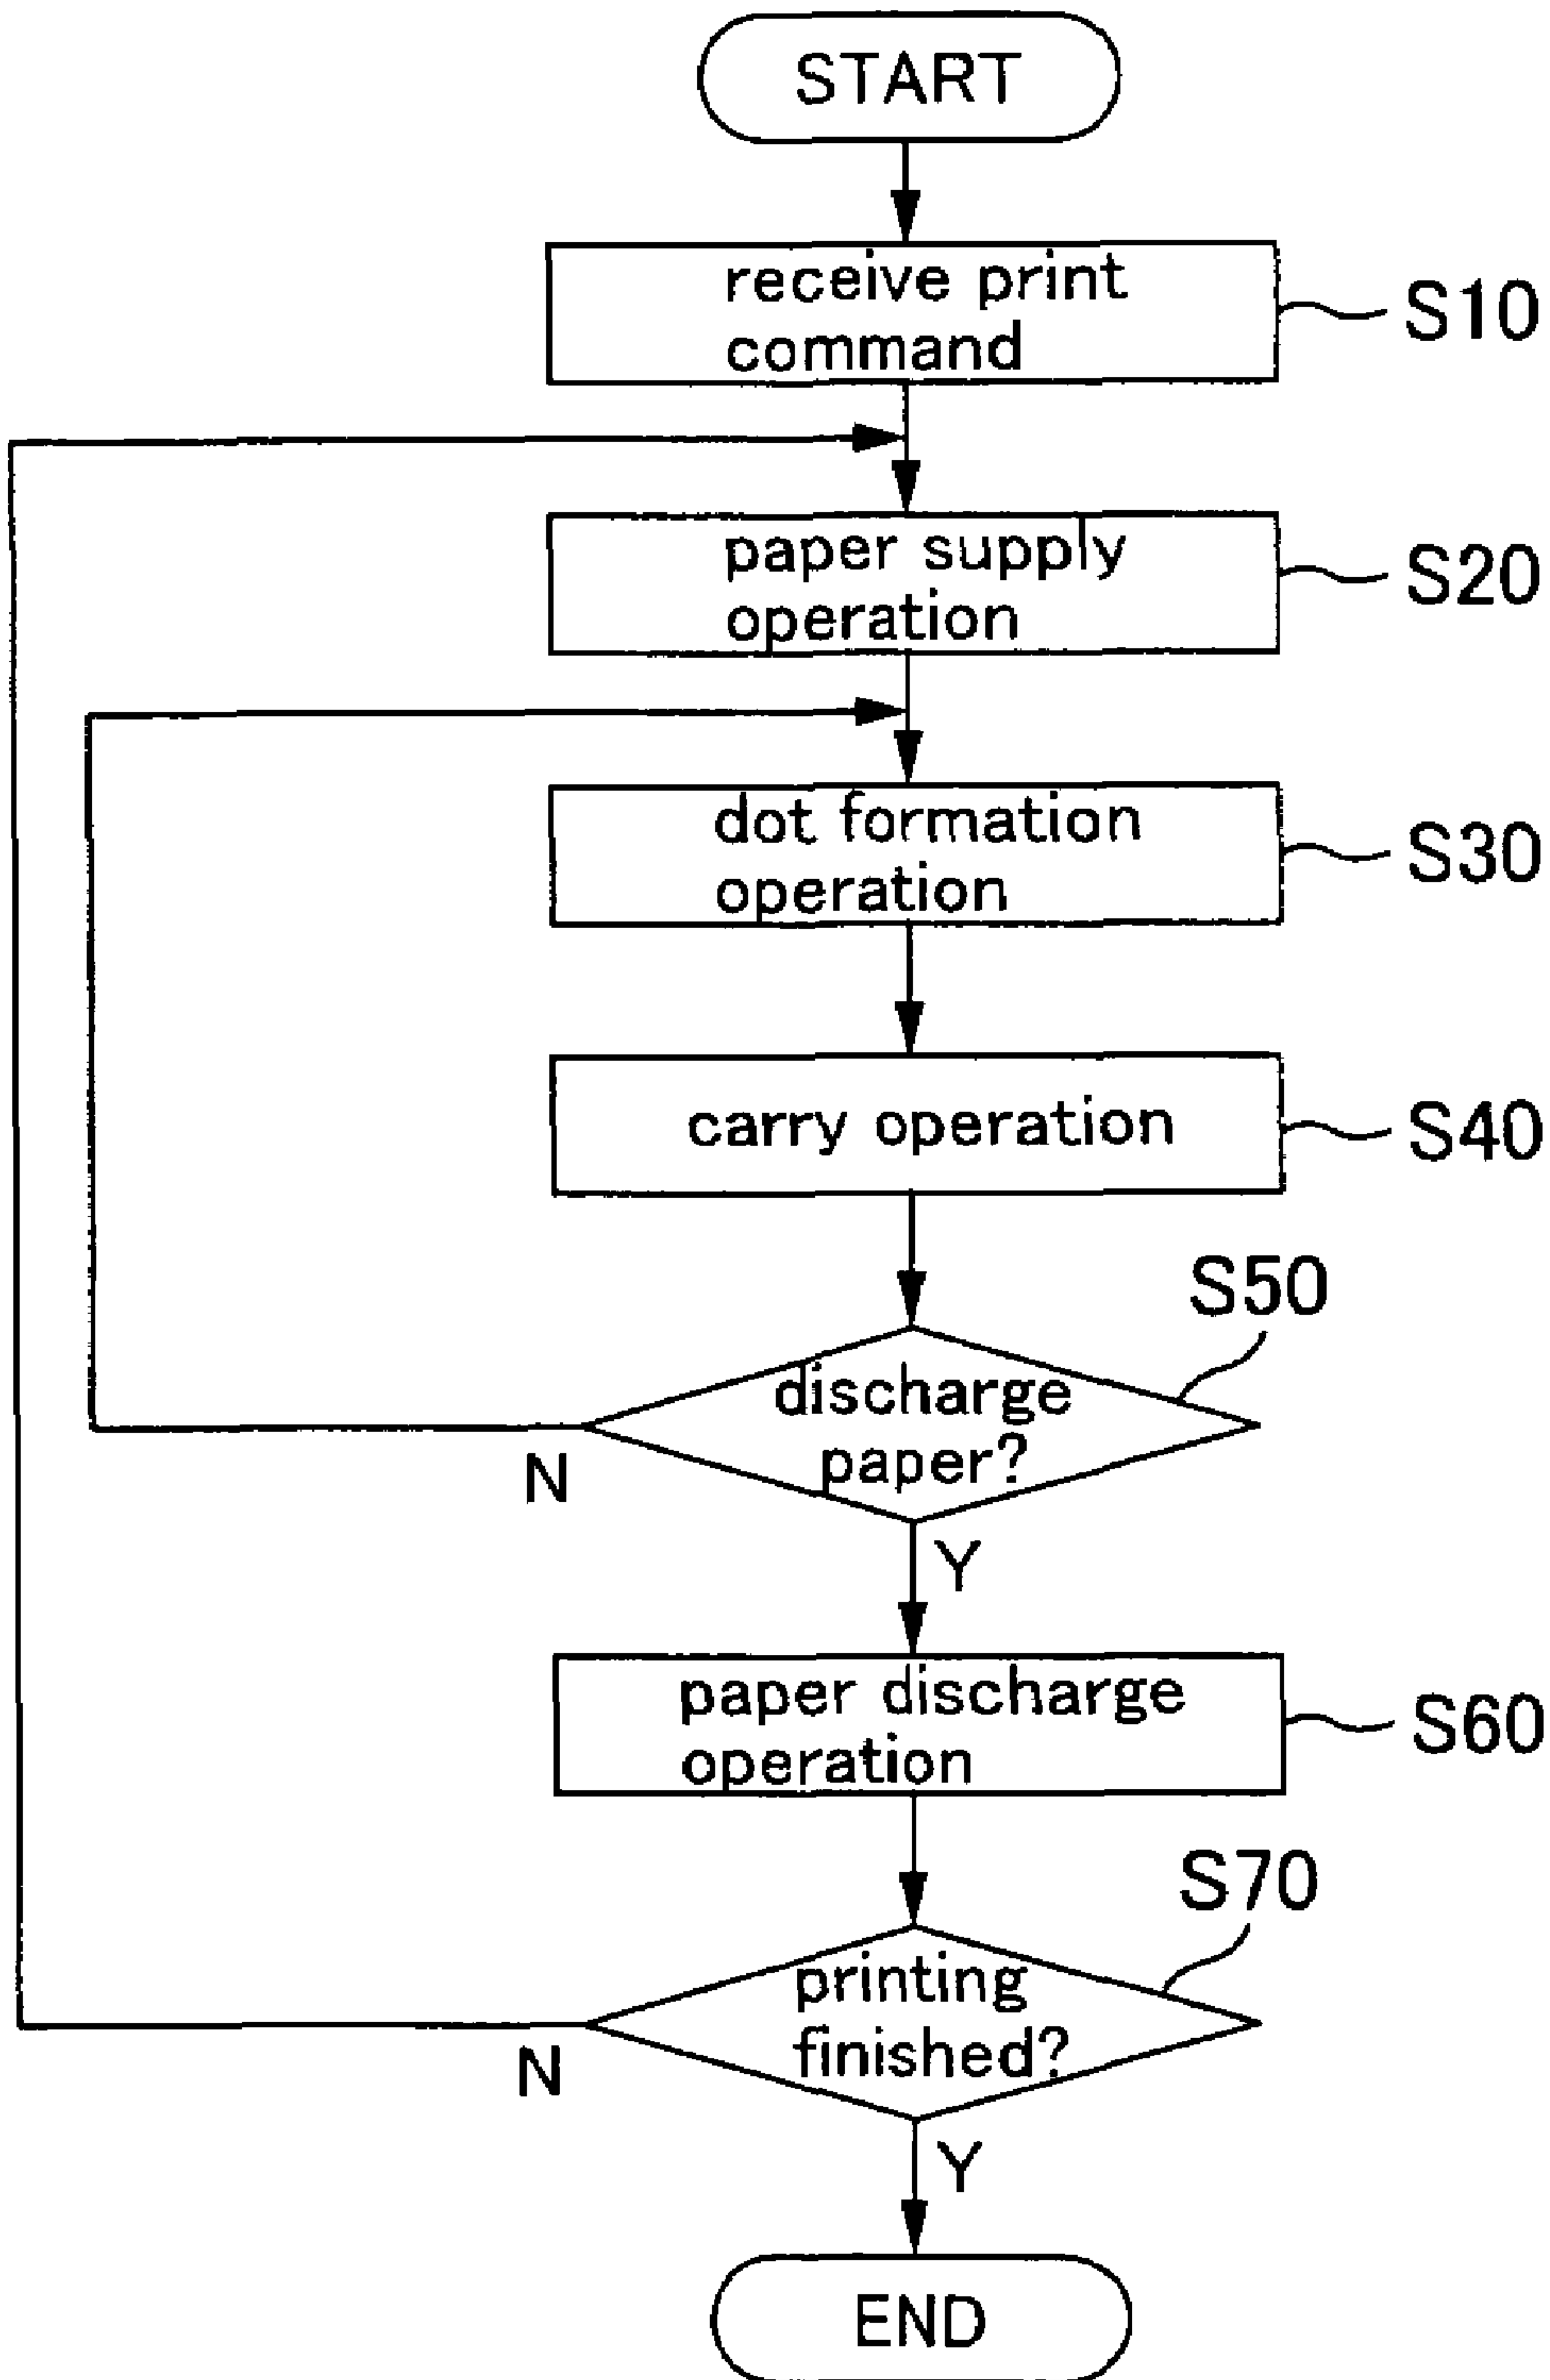 START
receive print
command
S10
paper supply
operation
S20
dot formation
operation
S30
carry operation
S40
S50
discharge
paper?
N
Y
paper discharge
operation
S60
S70
printing
finished?
N
Y
END